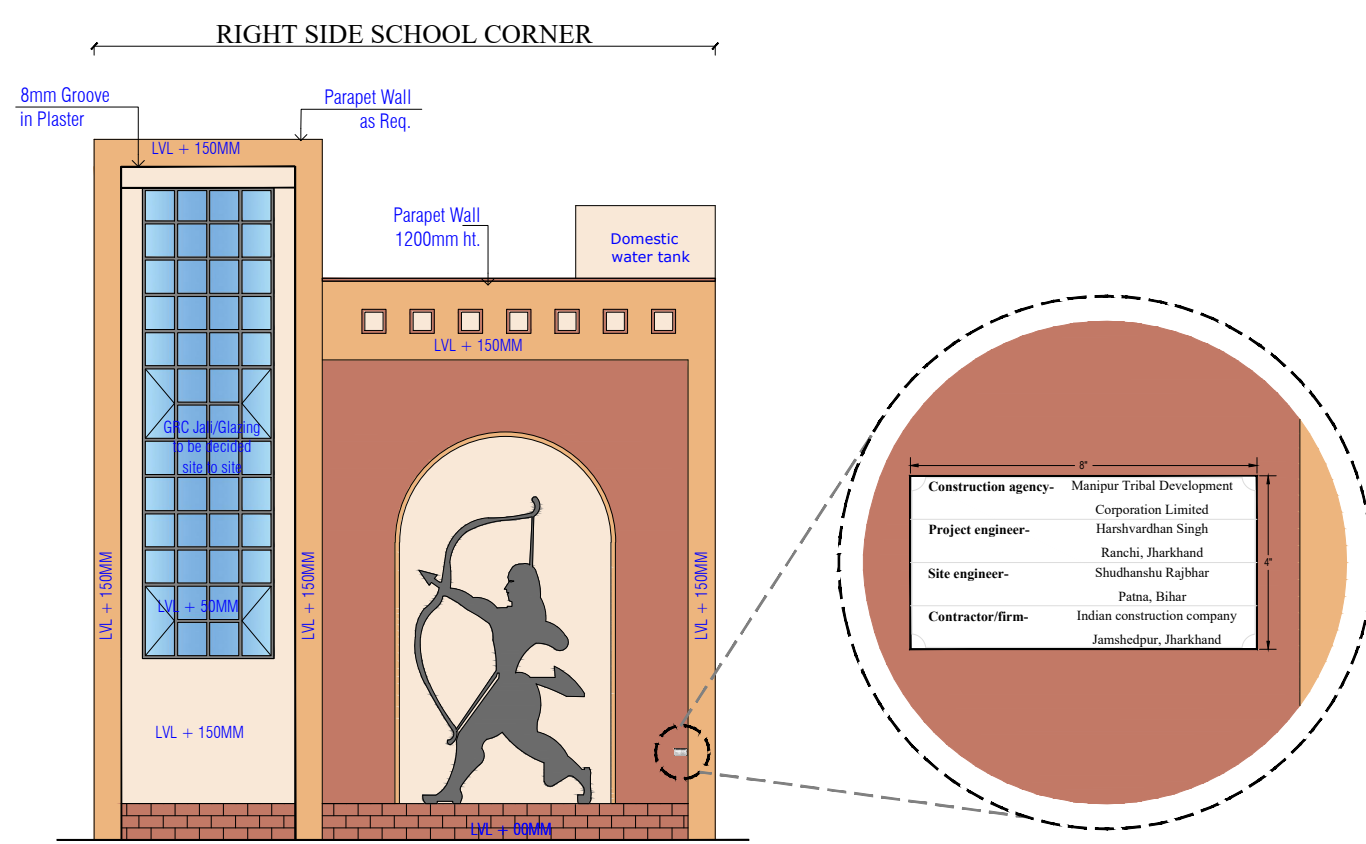 RIGHT SIDE SCHOOL CORNER
8mm Groove
in Plaster
Parapet Wall
as Req.
LVL + 150MM
Parapet Wall
1200mm ht.
Domestic
water tank
LVL + 150MM
GRC Jali/Glazing
to be decided
site to site
LVL + 150MM
LVL + 50MM
LVL + 150MM
LVL + 150MM
LVL + 150MM
LVL + 00MM
8"
4"
Construction agency- Manipur Tribal Development
Corporation Limited
Project engineer- Harshvardhan Singh
Ranchi, Jharkhand
Site engineer- Shudhanshu Rajbhar
Patna, Bihar
Contractor/firm- Indian construction company
Jamshedpur, Jharkhand